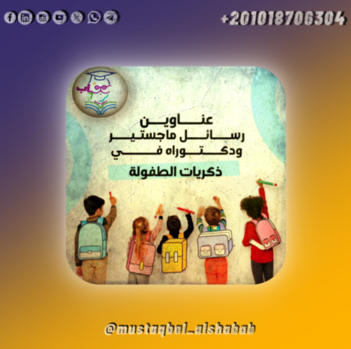 +201018706304
عناوين
رسائل ماجستير
ودكتوراه في
ذكريات الطفولة
@mustaqbal_alshabab